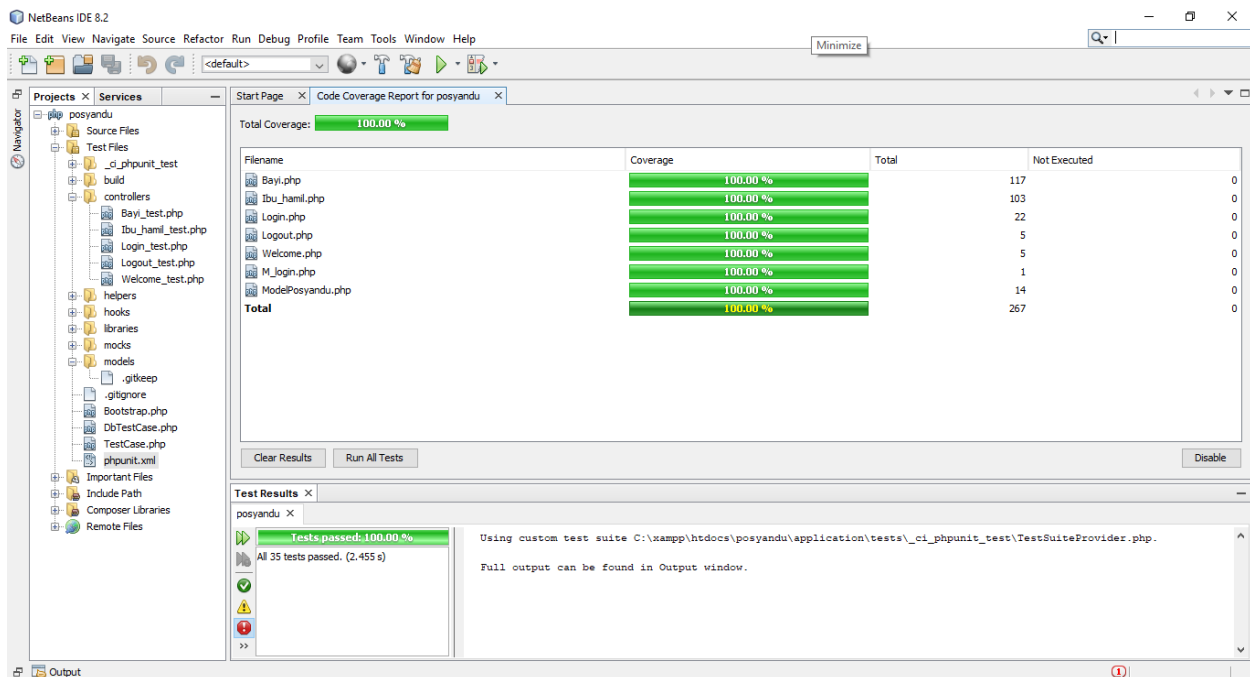 NetBeans IDE 8.2
File Edit View Navigate Source Refactor Run Debug Profile Team Tools Window Help
Minimize
<default>
Projects Services
Navigator
posyandu
Source Files
Test Files
_ci_phpunit_test
build
controllers
Bayi_test.php
Ibu_hamil_test.php
Login_test.php
Logout_test.php
Welcome_test.php
helpers
hooks
libraries
mocks
models
.gitkeep
.gitignore
Bootstrap.php
DbTestCase.php
TestCase.php
phpunit.xml
Important Files
Include Path
Composer Libraries
Remote Files
Start Page Code Coverage Report for posyandu
Total Coverage: 100.00 %
Filename Coverage Total Not Executed
Bayi.php 100.00 % 117 0
Ibu_hamil.php 100.00 % 103 0
Login.php 100.00 % 22 0
Logout.php 100.00 % 5 0
Welcome.php 100.00 % 5 0
M_login.php 100.00 % 1 0
ModelPosyandu.php 100.00 % 14 0
Total 100.00 % 267 0
Clear Results Run All Tests Disable
Test Results
posyandu
Tests passed: 100.00 %
All 35 tests passed. (2.455 s)
Using custom test suite C:\xampp\htdocs\posyandu\application\tests\_ci_phpunit_test\TestSuiteProvider.php.
Full output can be found in Output window.
Output
1